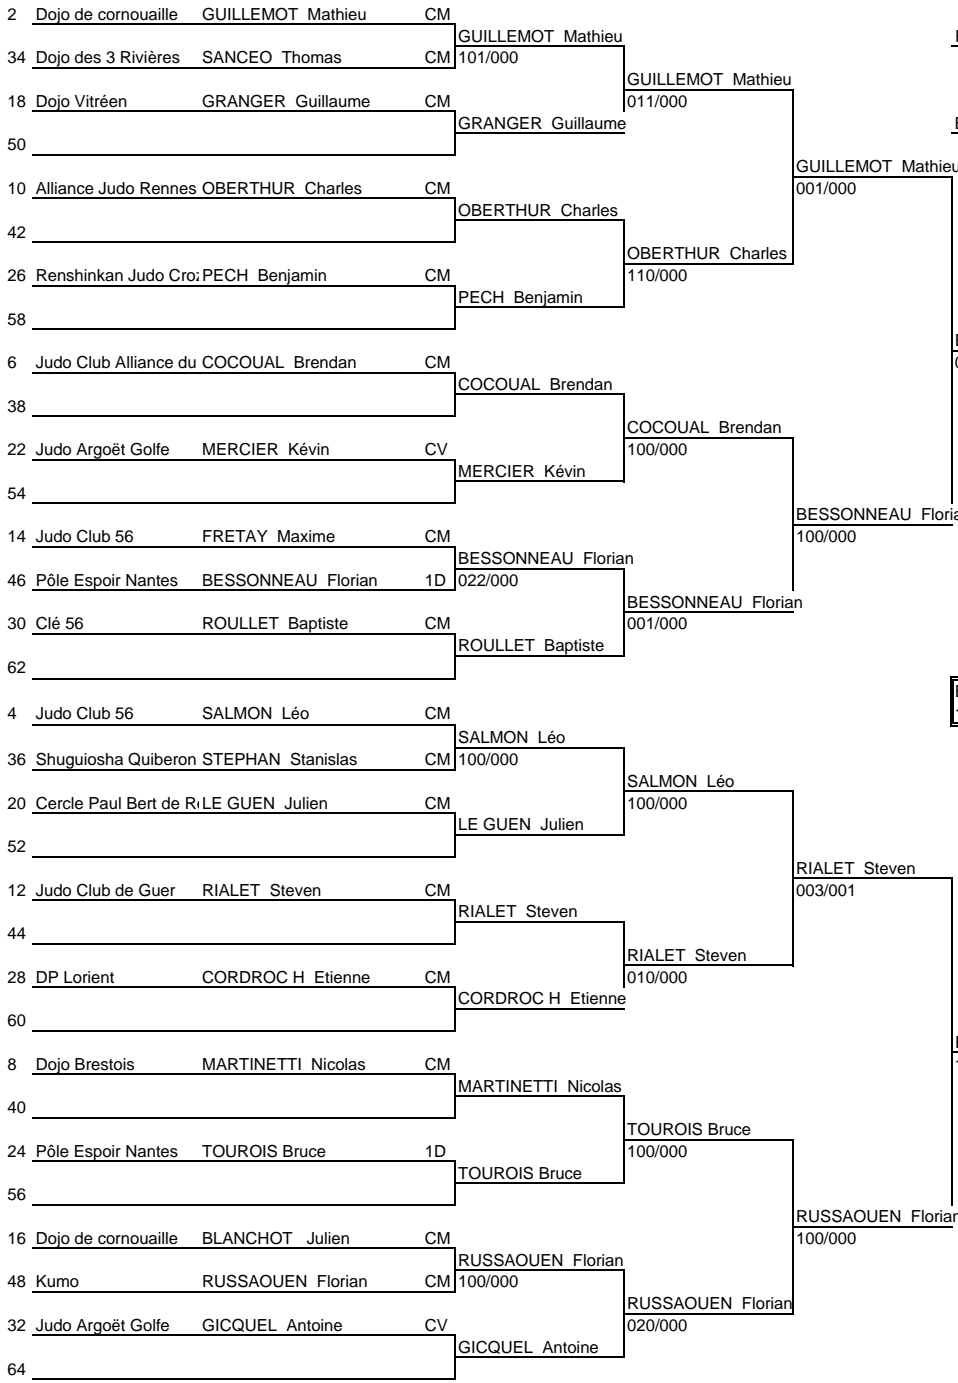 2 Dojo de cornouaille GUILLEMOT Mathieu CM
GUILLEMOT Mathieu
34 Dojo des 3 Rivières SANCEO Thomas CM 101/000
GUILLEMOT Mathieu
18 Dojo Vitréen GRANGER Guillaume CM 011/000
GRANGER Guillaume
50
GUILLEMOT Mathieu
10 Alliance Judo Rennes OBERTHUR Charles CM 001/000
OBERTHUR Charles
42
OBERTHUR Charles
26 Renshinkan Judo Croz PECH Benjamin CM 110/000
PECH Benjamin
58
6 Judo Club Alliance du COCOUAL Brendan CM
COCOUAL Brendan
38
COCOUAL Brendan
22 Judo Argoët Golfe MERCIER Kévin CV 100/000
MERCIER Kévin
54
BESSONNEAU Floria
14 Judo Club 56 FRETAY Maxime CM 100/000
BESSONNEAU Florian
46 Pôle Espoir Nantes BESSONNEAU Florian 1D 022/000
BESSONNEAU Florian
30 Clé 56 ROULLET Baptiste CM 001/000
ROULLET Baptiste
62
4 Judo Club 56 SALMON Léo CM
SALMON Léo
36 Shuguiosha Quiberon STEPHAN Stanislas CM 100/000
SALMON Léo
20 Cercle Paul Bert de LE GUEN Julien CM 100/000
LE GUEN Julien
52
RIALET Steven
12 Judo Club de Guer RIALET Steven CM 003/001
RIALET Steven
44
RIALET Steven
28 DP Lorient CORDROC H Etienne CM 010/000
CORDROC H Etienne
60
8 Dojo Brestois MARTINETTI Nicolas CM
MARTINETTI Nicolas
40
TOUROIS Bruce
24 Pôle Espoir Nantes TOUROIS Bruce 1D 100/000
TOUROIS Bruce
56
RUSSAOUEN Florian
16 Dojo de cornouaille BLANCHOT Julien CM 100/000
RUSSAOUEN Florian
48 Kumo RUSSAOUEN Florian CM 100/000
RUSSAOUEN Florian
32 Judo Argoët Golfe GICQUEL Antoine CV 020/000
GICQUEL Antoine
64